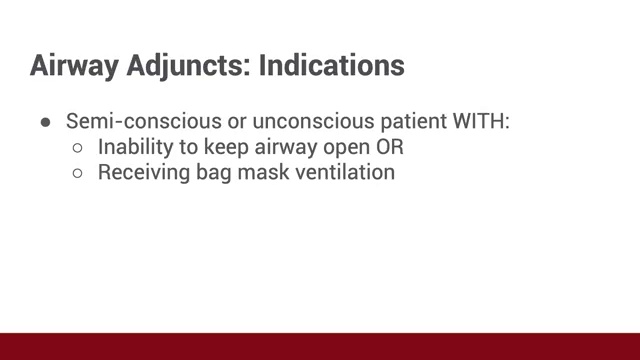 Airway Adjuncts: Indications
● Semi-conscious or unconscious patient WITH:
○ Inability to keep airway open OR
○ Receiving bag mask ventilation